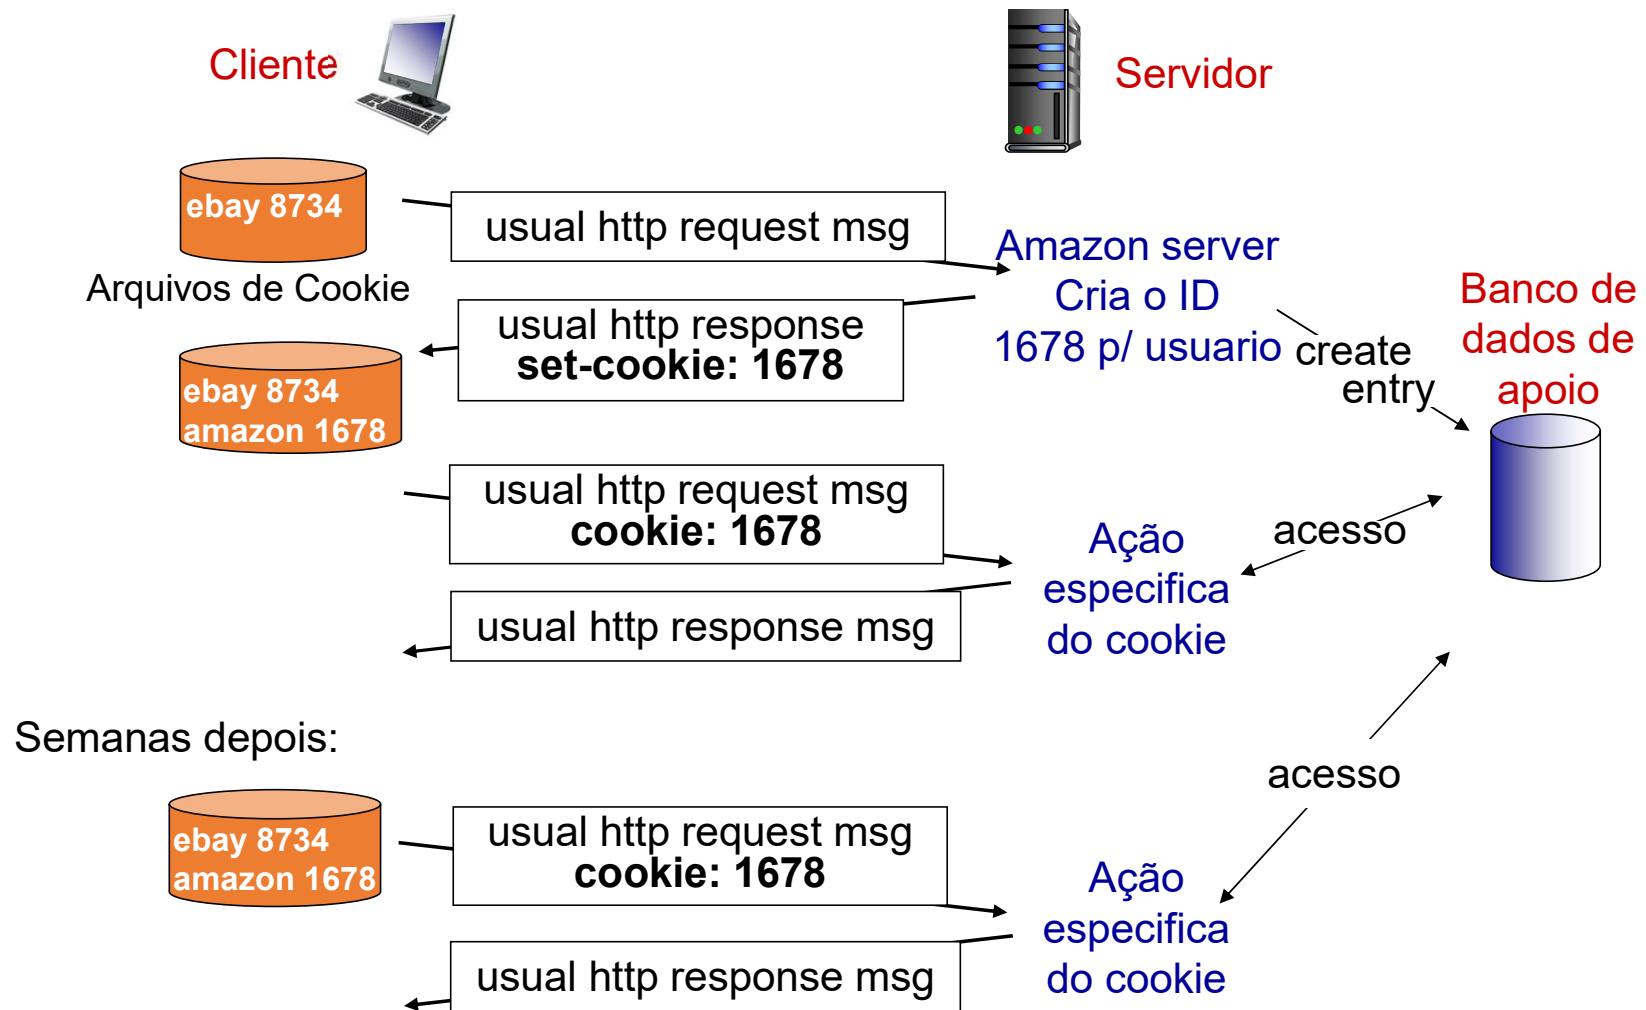 Cliente
Servidor
ebay 8734
usual http request msg
Arquivos de Cookie
Amazon server
Cria o ID
1678 p/ usuario
usual http response
set-cookie: 1678
create
entry
Banco de
dados de
apoio
ebay 8734
amazon 1678
usual http request msg
cookie: 1678
Ação
especifica
do cookie
acesso
usual http response msg
Semanas depois:
acesso
ebay 8734
amazon 1678
usual http request msg
cookie: 1678
Ação
especifica
do cookie
usual http response msg